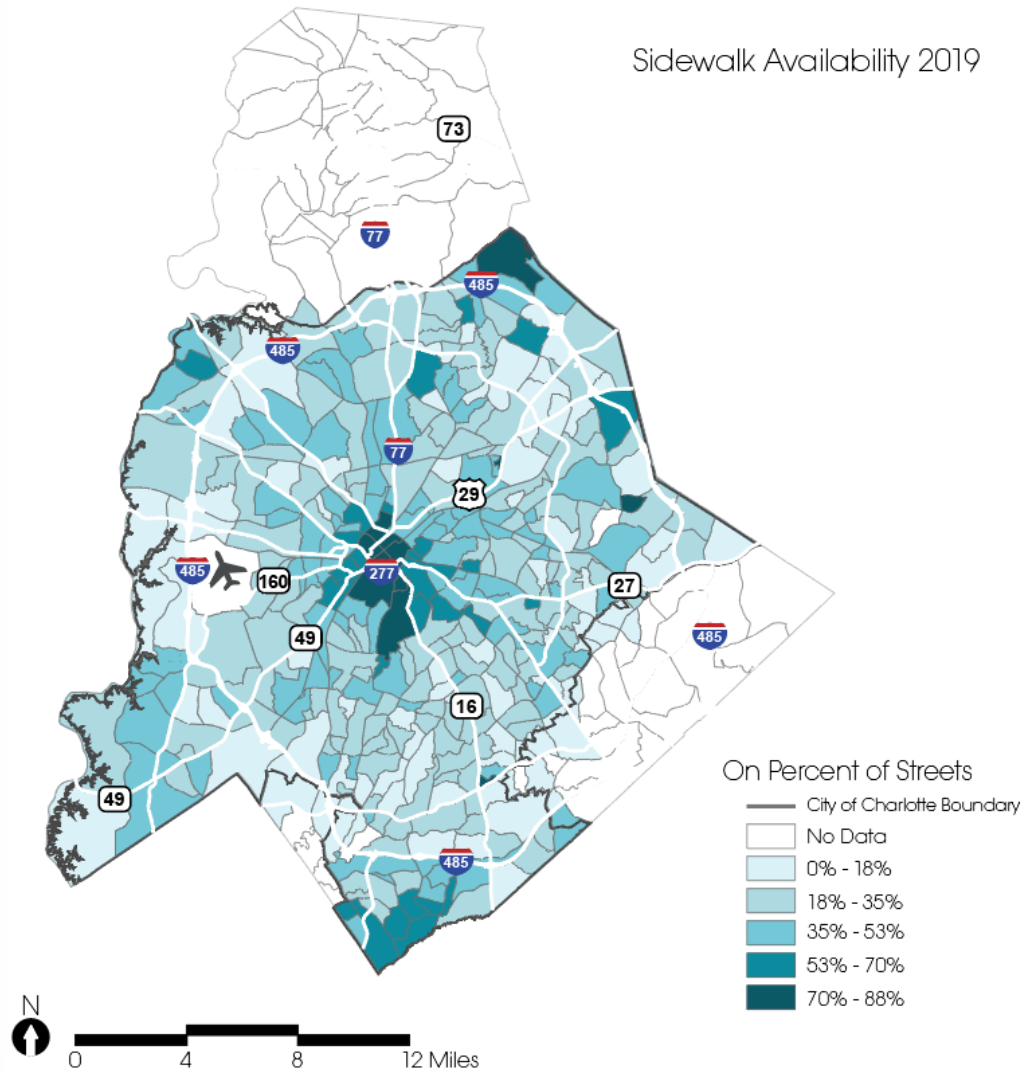 Sidewalk Availability 2019
73
77
485
485
77
29
485
277
160
27
49
485
16
49
485
On Percent of Streets
City of Charlotte Boundary
No Data
0% - 18%
18% - 35%
35% - 53%
53% - 70%
70% - 88%
N
0 4 8 12 Miles